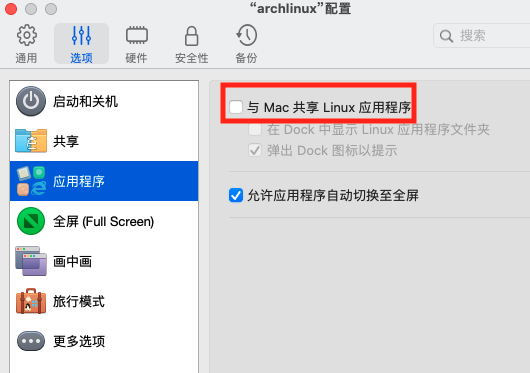 “archlinux”配置
通用
选项
硬件
安全性
备份
搜索
启动和关机
共享
应用程序
全屏 (Full Screen)
画中画
旅行模式
更多选项
与 Mac 共享 Linux 应用程序
在 Dock 中显示 Linux 应用程序文件夹
弹出 Dock 图标以提示
允许应用程序自动切换至全屏